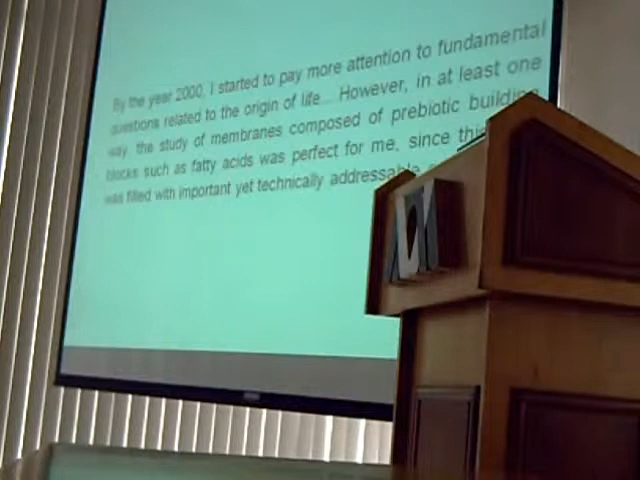 By the year 2000, I started to pay more attention to fundamental
questions related to the origin of life... However, in at least one
way, the study of membranes composed of prebiotic building
blocks such as fatty acids was perfect for me, since this
was filled with important yet technically addressable